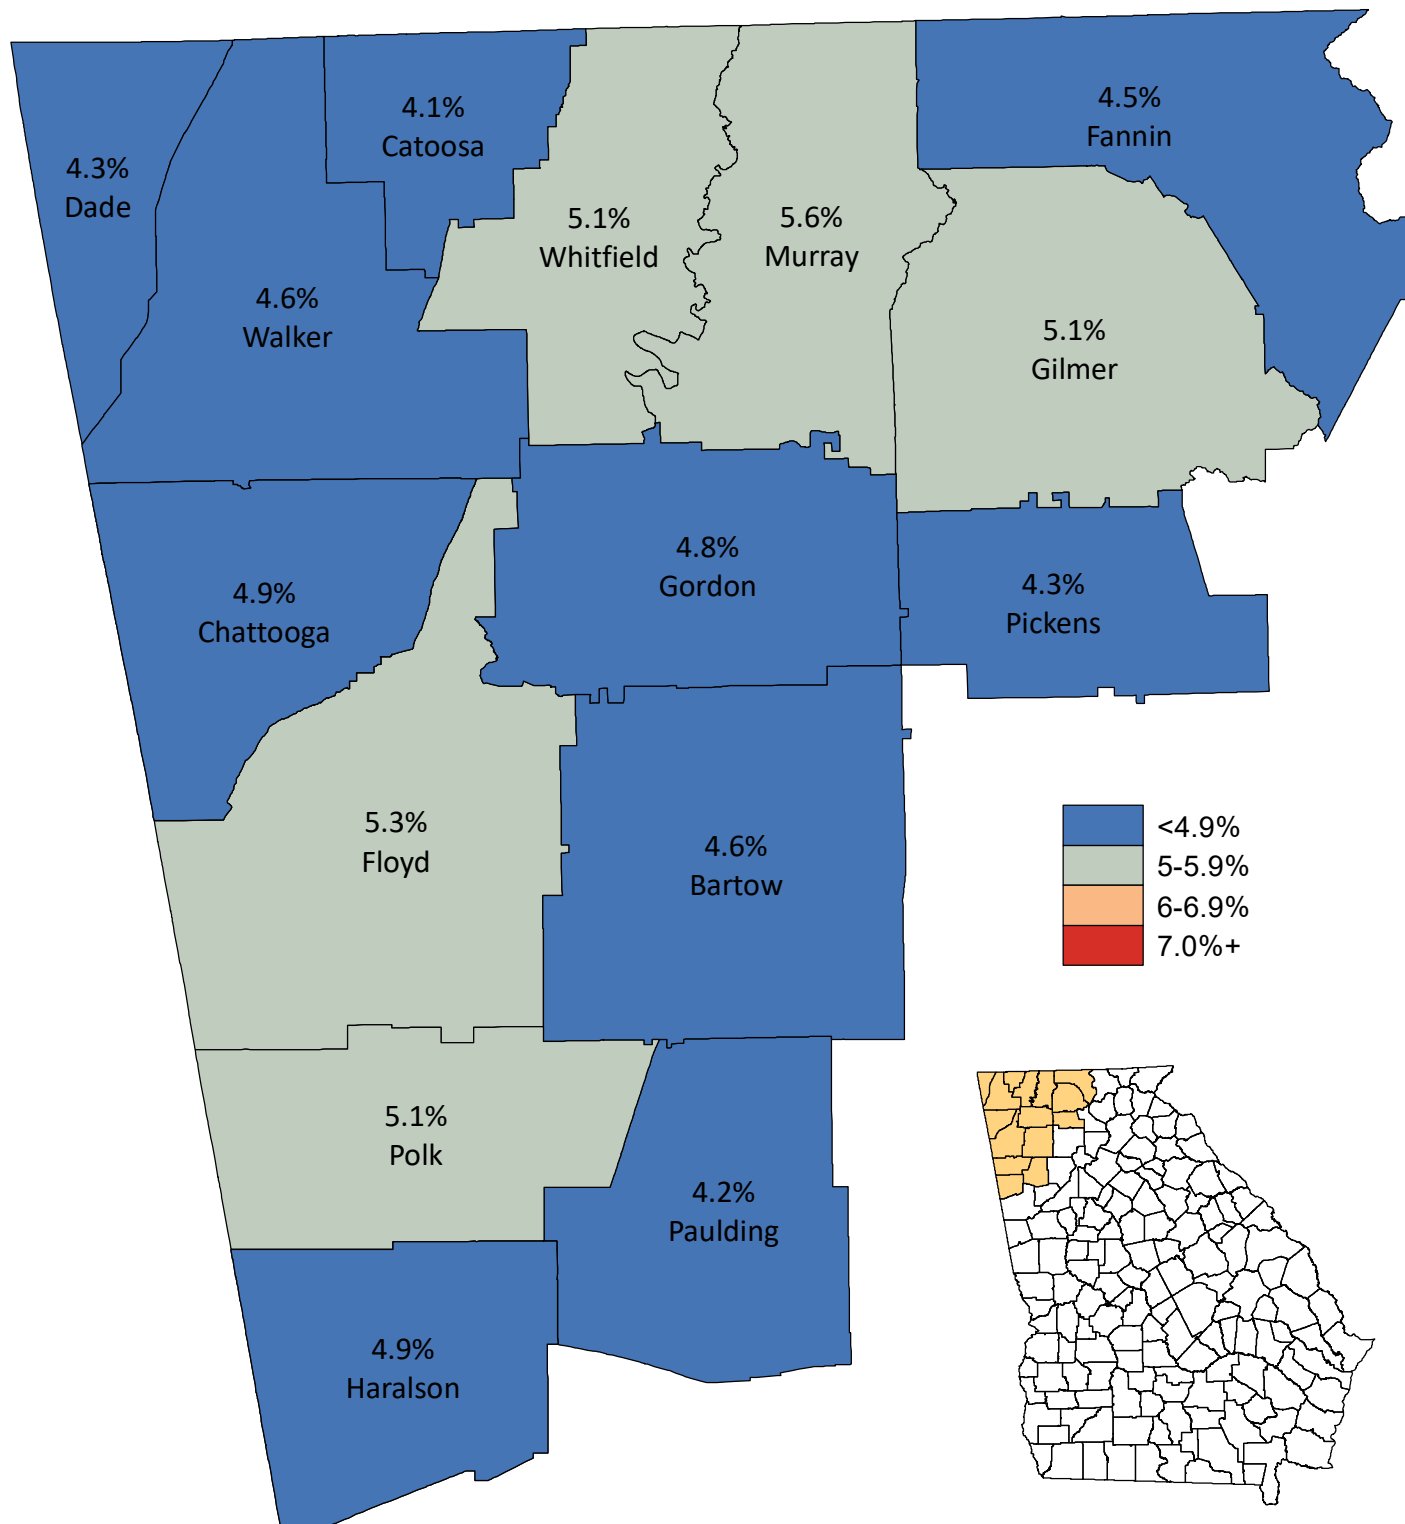 4.5%
Fannin
4.1%
Catoosa
4.3%
Dade
5.1%
Whitfield
5.6%
Murray
4.6%
Walker
5.1%
Gilmer
4.8%
Gordon
4.9%
Chattooga
4.3%
Pickens
5.3%
Floyd
4.6%
Bartow
<4.9%
5-5.9%
6-6.9%
7.0%+
5.1%
Polk
4.2%
Paulding
4.9%
Haralson